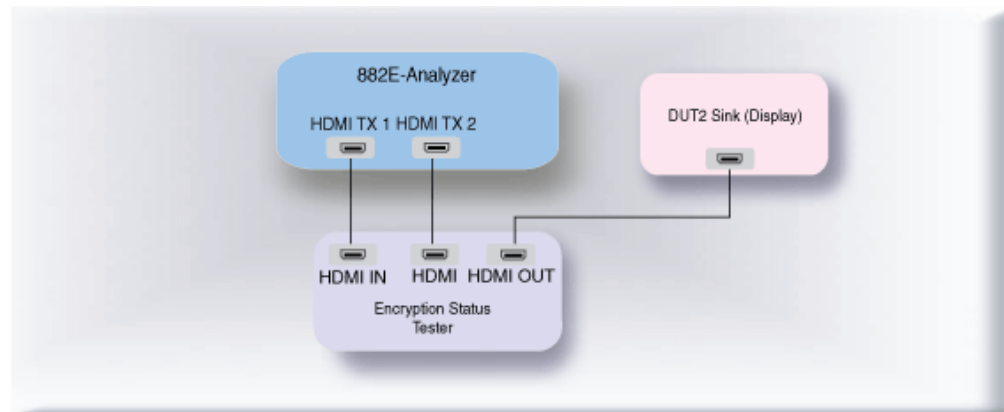 882E-Analyzer
HDMI TX 1 HDMI TX 2
DUT2 Sink (Display)
HDMI IN HDMI HDMI OUT
Encryption Status
Tester